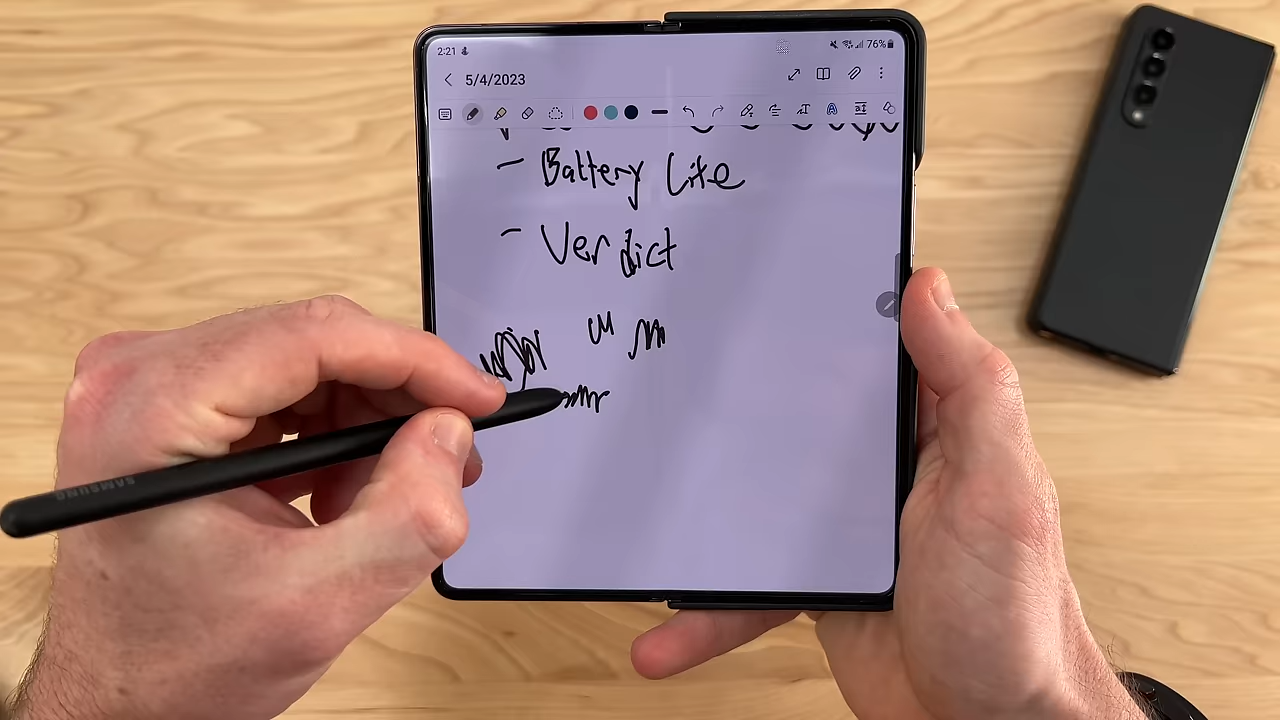 2:21 76%
5/4/2023
- Battery Life
- Verdict
SAMSUNG